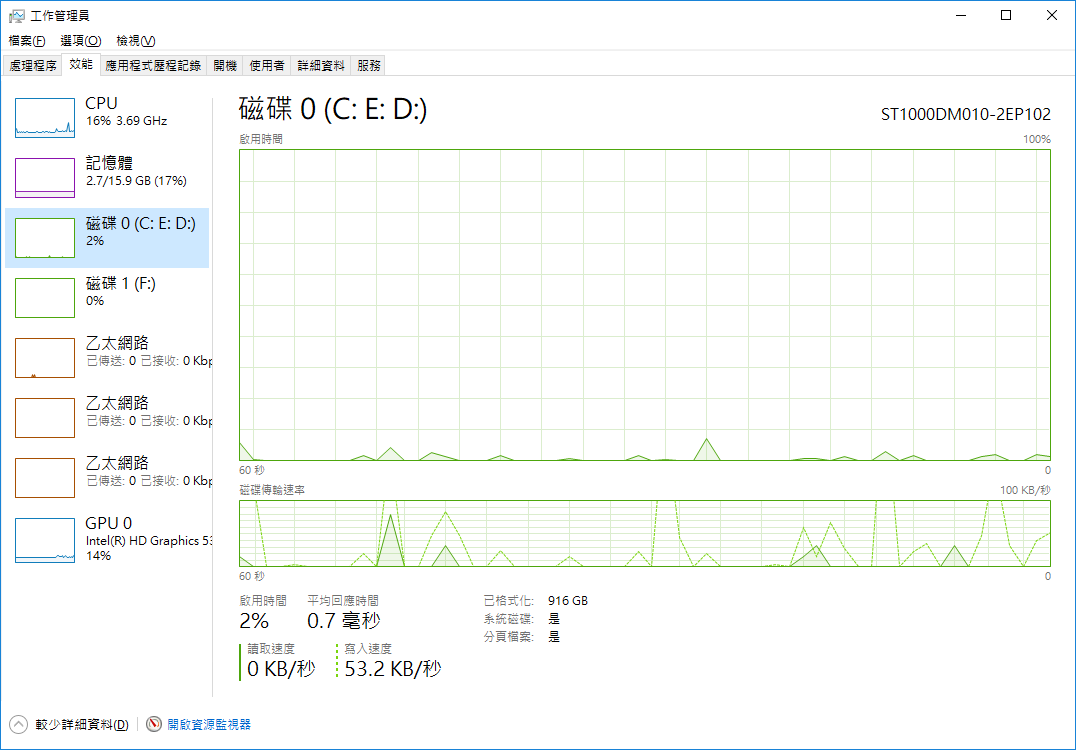 工作管理員
檔案(F) 選項(O) 檢視(V)
處理程序 效能 應用程式歷程記錄 開機 使用者 詳細資料 服務
CPU
16% 3.69 GHz
記憶體
2.7/15.9 GB (17%)
磁碟 0 (C: E: D:)
2%
磁碟 1 (F:)
0%
乙太網路
已傳送: 0 已接收: 0 Kbp
乙太網路
已傳送: 0 已接收: 0 Kbp
乙太網路
已傳送: 0 已接收: 0 Kbp
GPU 0
Intel(R) HD Graphics 53
14%
磁碟 0 (C: E: D:)
ST1000DM010-2EP102
啟用時間 100%
60 秒 0
磁碟傳輸速率 100 KB/秒
60 秒 0
啟用時間 平均回應時間
2% 0.7 毫秒
讀取速度 寫入速度
0 KB/秒 53.2 KB/秒
已格式化: 916 GB
系統磁碟: 是
分頁檔案: 是
較少詳細資料(D) 開啟資源監視器